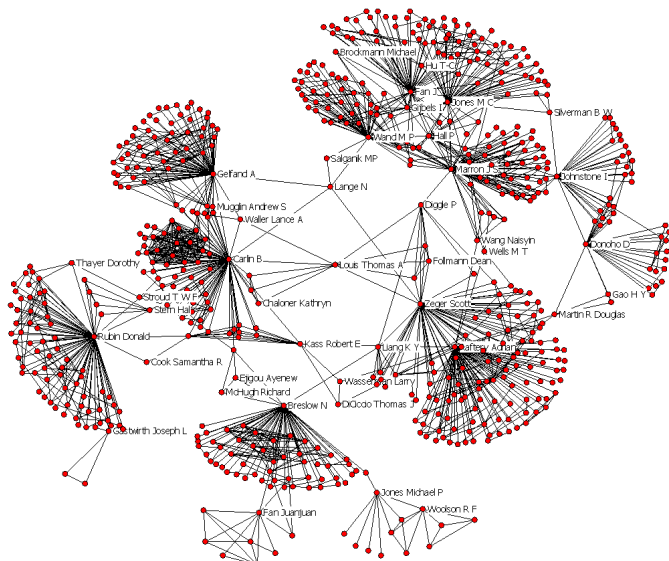 Brockmann Michael
Hu T-C
Fan J
Jones M C
Silverman B W
Wand M P
Hall P
Salganik MP
Marron J S
Gelfand A
Lange N
Johnstone I
Mugglin Andrew S
Diggle P
Waller Lance A
Wang Naisyin
Donoho D
Wells M T
Carlin B
Follmann Dean
Thayer Dorothy
Louis Thomas A
Gao H Y
Stroud T W F
Chaloner Kathryn
Zeger Scott
Stern Hal
Martin R Douglas
Rubin Donald
Kass Robert E
Liang K Y
Raftery Adrian
Cook Samantha R
Ejigou Ayenew
Wasserman Larry
McHugh Richard
DiCicdo Thomas J
Breslow N
Gastwirth Joseph L
Jones Michael P
Woolson R F
Fan Juanjuan